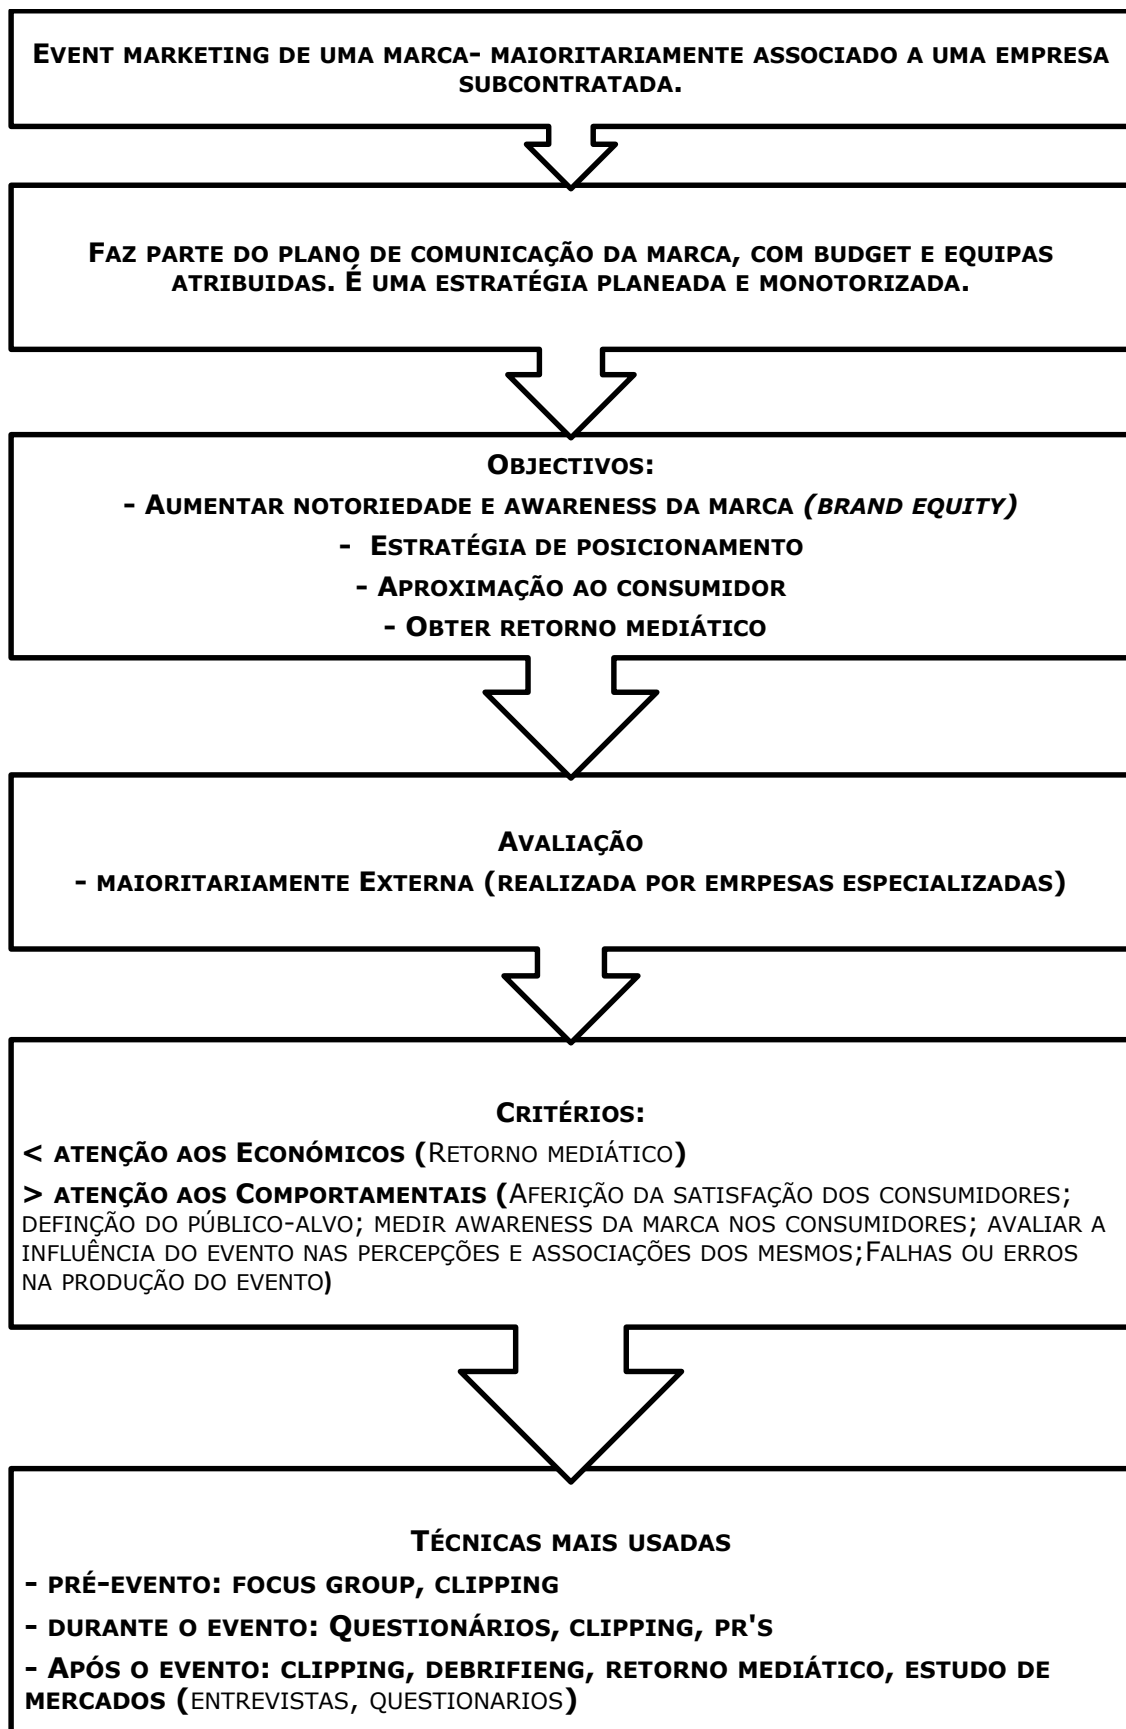 EVENT MARKETING DE UMA MARCA- MAIORITARIAMENTE ASSOCIADO A UMA EMPRESA
SUBCONTRATADA.
FAZ PARTE DO PLANO DE COMUNICAÇÃO DA MARCA, COM BUDGET E EQUIPAS
ATRIBUIDAS. É UMA ESTRATÉGIA PLANEADA E MONOTORIZADA.
OBJECTIVOS:
- AUMENTAR NOTORIEDADE E AWARENESS DA MARCA (BRAND EQUITY)
- ESTRATÉGIA DE POSICIONAMENTO
- APROXIMAÇÃO AO CONSUMIDOR
- OBTER RETORNO MEDIÁTICO
AVALIAÇÃO
- MAIORITARIAMENTE EXTERNA (REALIZADA POR EMRPESAS ESPECIALIZADAS)
CRITÉRIOS:
< ATENÇÃO AOS ECONÓMICOS (RETORNO MEDIÁTICO)
> ATENÇÃO AOS COMPORTAMENTAIS (AFERIÇÃO DA SATISFAÇÃO DOS CONSUMIDORES;
DEFINÇÃO DO PÚBLICO-ALVO; MEDIR AWARENESS DA MARCA NOS CONSUMIDORES; AVALIAR A
INFLUÊNCIA DO EVENTO NAS PERCEPÇÕES E ASSOCIAÇÕES DOS MESMOS;FALHAS OU ERROS
NA PRODUÇÃO DO EVENTO)
TÉCNICAS MAIS USADAS
- PRÉ-EVENTO: FOCUS GROUP, CLIPPING
- DURANTE O EVENTO: QUESTIONÁRIOS, CLIPPING, PR'S
- APÓS O EVENTO: CLIPPING, DEBRIFIENG, RETORNO MEDIÁTICO, ESTUDO DE
MERCADOS (ENTREVISTAS, QUESTIONARIOS)